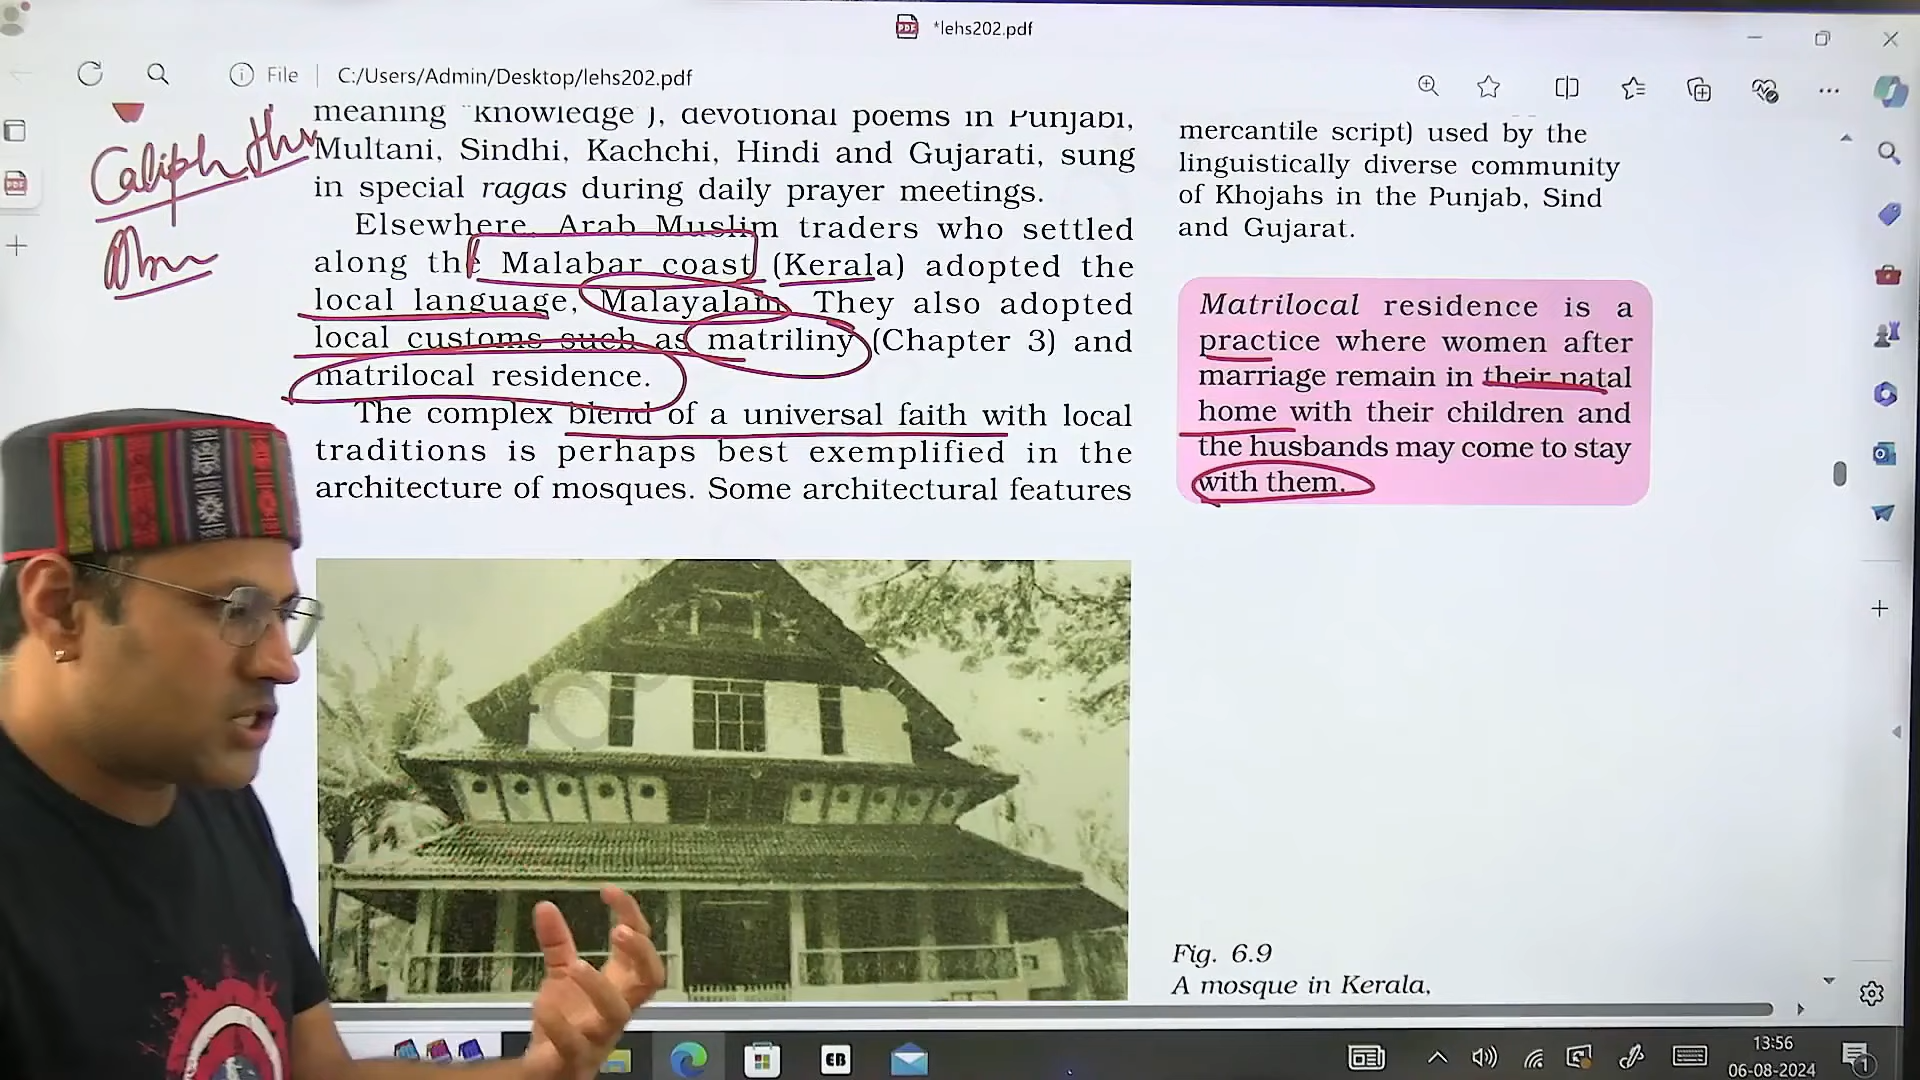 *lehs202.pdf
File
C:/Users/Admin/Desktop/lehs202.pdf
meaning "knowledge"), devotional poems in Punjabi,
Multani, Sindhi, Kachchi, Hindi and Gujarati, sung
in special ragas during daily prayer meetings.
Elsewhere, Arab Muslim traders who settled
along the Malabar coast (Kerala) adopted the
local language, Malayalam. They also adopted
local customs such as matriliny (Chapter 3) and
matrilocal residence.
The complex blend of a universal faith with local
traditions is perhaps best exemplified in the
architecture of mosques. Some architectural features
Caliph
mercantile script) used by the
linguistically diverse community
of Khojahs in the Punjab, Sind
and Gujarat.
Matrilocal residence is a
practice where women after
marriage remain in their natal
home with their children and
the husbands may come to stay
with them.
Fig. 6.9
A mosque in Kerala,
EB
13:56
06-08-2024
1